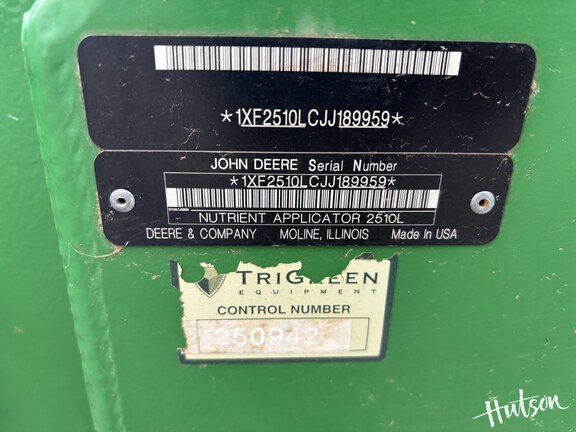 *1XF2510LCJJ189959*
JOHN DEERE Serial Number
*1XF2510LCJJ189959*
NUTRIENT APPLICATOR 2510L
DEERE & COMPANY MOLINE, ILLINOIS Made In USA
TRIGREEN
EQUIPMENT
CONTROL NUMBER
250942
Hutson